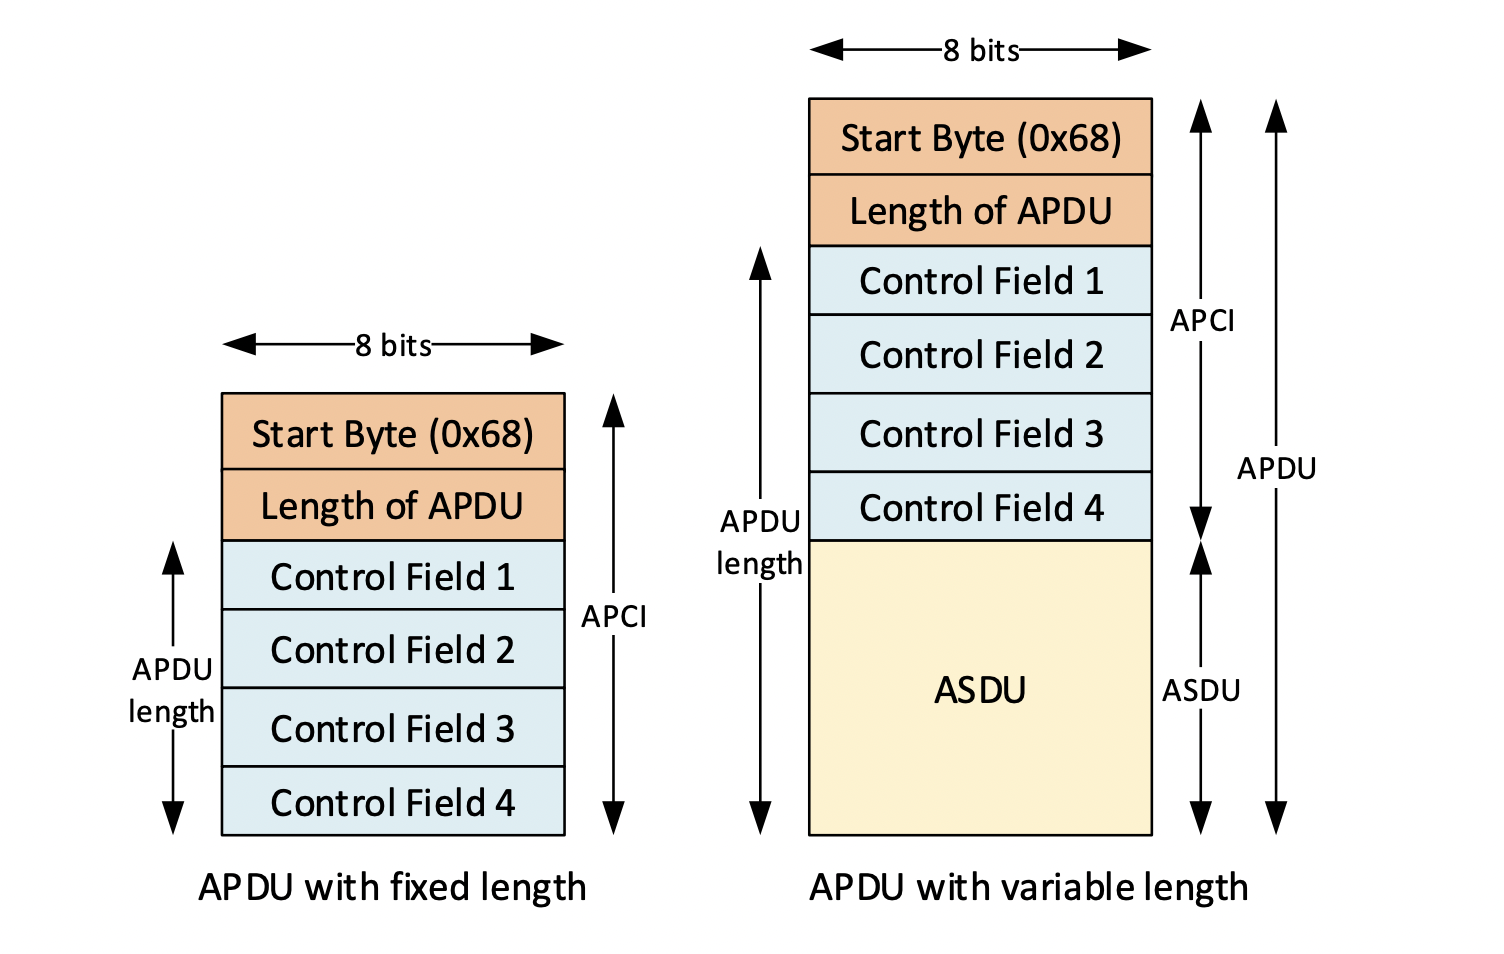 8 bits
Start Byte (0x68)
Length of APDU
Control Field 1
Control Field 2
Control Field 3
Control Field 4
APDU
length
APCI
APDU with fixed length
8 bits
Start Byte (0x68)
Length of APDU
Control Field 1
Control Field 2
Control Field 3
Control Field 4
ASDU
APDU
length
APCI
ASDU
APDU
APDU with variable length